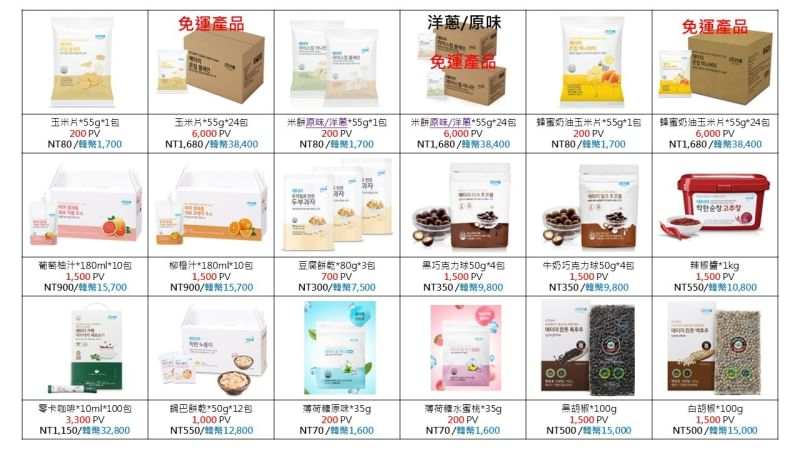 免運產品
洋蔥/原味
免運產品
免運產品
玉米片*55g*1包
200 PV
NT80/韓幣1,700
玉米片*55g*24包
6,000 PV
NT1,680/韓幣38,400
米餅原味/洋蔥*55g*1包
200 PV
NT80/韓幣1,700
米餅原味/洋蔥*55g*24包
6,000 PV
NT1,680/韓幣38,400
蜂蜜奶油玉米片*55g*1包
200 PV
NT80/韓幣1,700
蜂蜜奶油玉米片*55g*24包
6,000 PV
NT1,680/韓幣38,400
두부과자
착한순창고추장
葡萄柚汁*180ml*10包
1,500 PV
NT900/韓幣15,700
柳橙汁*180ml*10包
1,500 PV
NT900/韓幣15,700
豆腐餅乾*80g*3包
700 PV
NT300/韓幣7,500
黑巧克力球50g*4包
1,500 PV
NT350/韓幣9,800
牛奶巧克力球50g*4包
1,500 PV
NT350/韓幣9,800
辣椒醬*1kg
1,500 PV
NT550/韓幣10,800
零卡咖啡*10ml*100包
3,300 PV
NT1,150/韓幣32,800
鍋巴餅乾*50g*12包
1,000 PV
NT550/韓幣12,800
薄荷糖原味*35g
200 PV
NT70/韓幣1,600
薄荷糖水蜜桃*35g
200 PV
NT70/韓幣1,600
黑胡椒*100g
1,500 PV
NT500/韓幣15,000
白胡椒*100g
1,500 PV
NT500/韓幣15,000